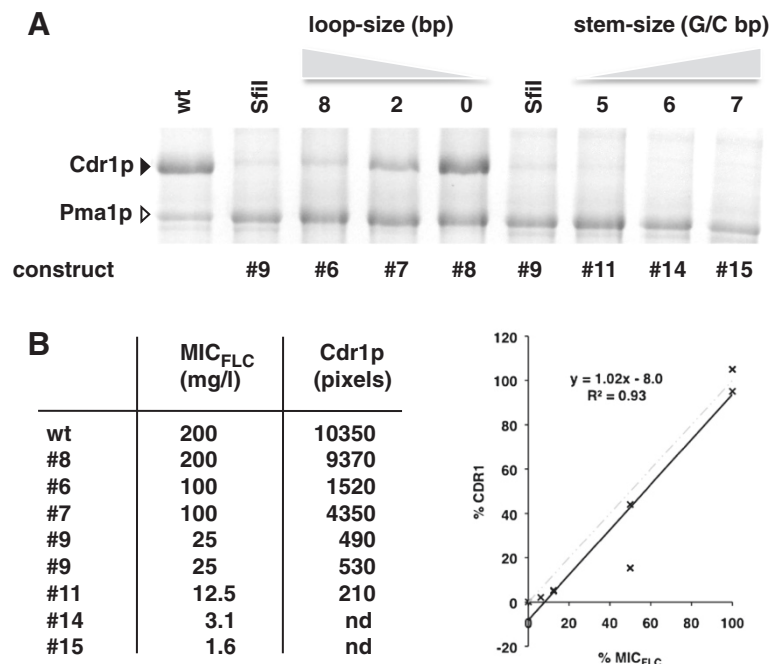 A
loop-size (bp)
stem-size (G/C bp)
wt
SfiI
8
2
0
SfiI
5
6
7
Cdr1p
Pma1p
construct
#9
#6
#7
#8
#9
#11
#14
#15
B
MIC_FLC (mg/l)
Cdr1p (pixels)
wt 200 10350
#8 200 9370
#6 100 1520
#7 100 4350
#9 25 490
#9 25 530
#11 12.5 210
#14 3.1 nd
#15 1.6 nd
y = 1.02x - 8.0
R² = 0.93
% CDR1
120
100
80
60
40
20
0
-20
0 20 40 60 80 100
% MIC_FLC